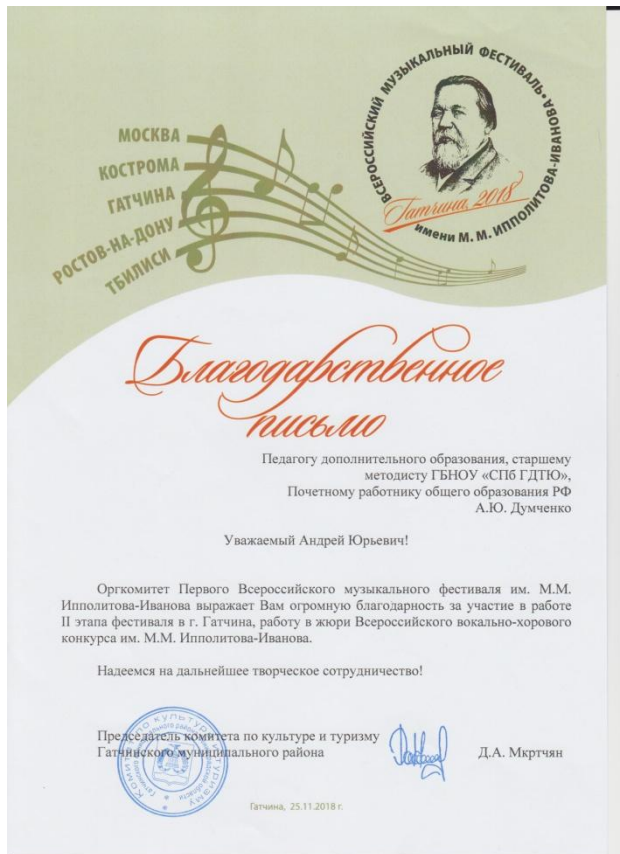 ВСЕРОССИЙСКИЙ МУЗЫКАЛЬНЫЙ ФЕСТИВАЛЬ • имени М. М. ИППОЛИТОВА-ИВАНОВА
Гатчина, 2018
МОСКВА
КОСТРОМА
ГАТЧИНА
РОСТОВ-НА-ДОНУ
ТБИЛИСИ
Благодарственное
письмо
Педагогу дополнительного образования, старшему
методисту ГБНОУ «СПб ГДТЮ»,
Почетному работнику общего образования РФ
А.Ю. Думченко
Уважаемый Андрей Юрьевич!
Оргкомитет Первого Всероссийского музыкального фестиваля им. М.М.
Ипполитова-Иванова выражает Вам огромную благодарность за участие в работе
II этапа фестиваля в г. Гатчина, работу в жюри Всероссийского вокально-хорового
конкурса им. М.М. Ипполитова-Иванова.
Надеемся на дальнейшее творческое сотрудничество!
Председатель комитета по культуре и туризму
Гатчинского муниципального района Д.А. Мкртчян
Комитет по культуре и туризму
Гатчина, 25.11.2018 г.